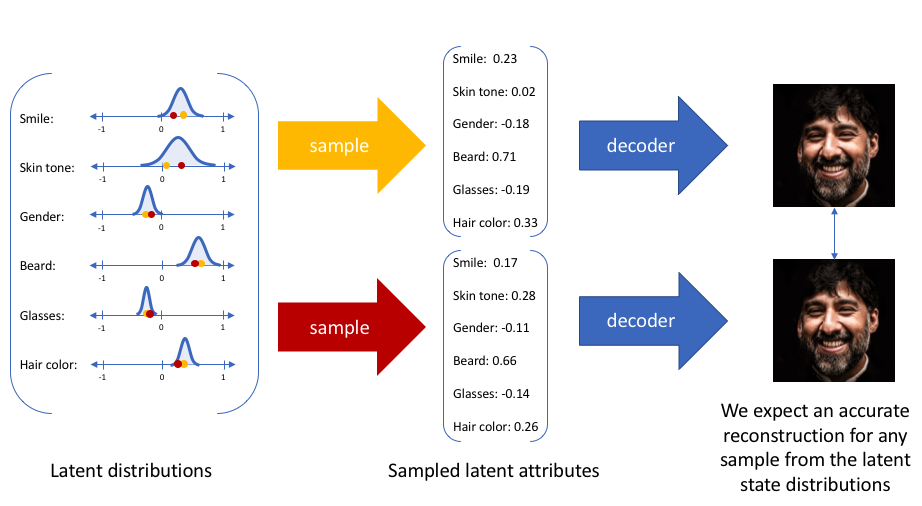 Smile:
-1 0 1
Skin tone:
-1 0 1
Gender:
-1 0 1
Beard:
-1 0 1
Glasses:
-1 0 1
Hair color:
-1 0 1
Latent distributions
sample
sample
Smile: 0.23
Skin tone: 0.02
Gender: -0.18
Beard: 0.71
Glasses: -0.19
Hair color: 0.33
Smile: 0.17
Skin tone: 0.28
Gender: -0.11
Beard: 0.66
Glasses: -0.14
Hair color: 0.26
Sampled latent attributes
decoder
decoder
We expect an accurate
reconstruction for any
sample from the latent
state distributions